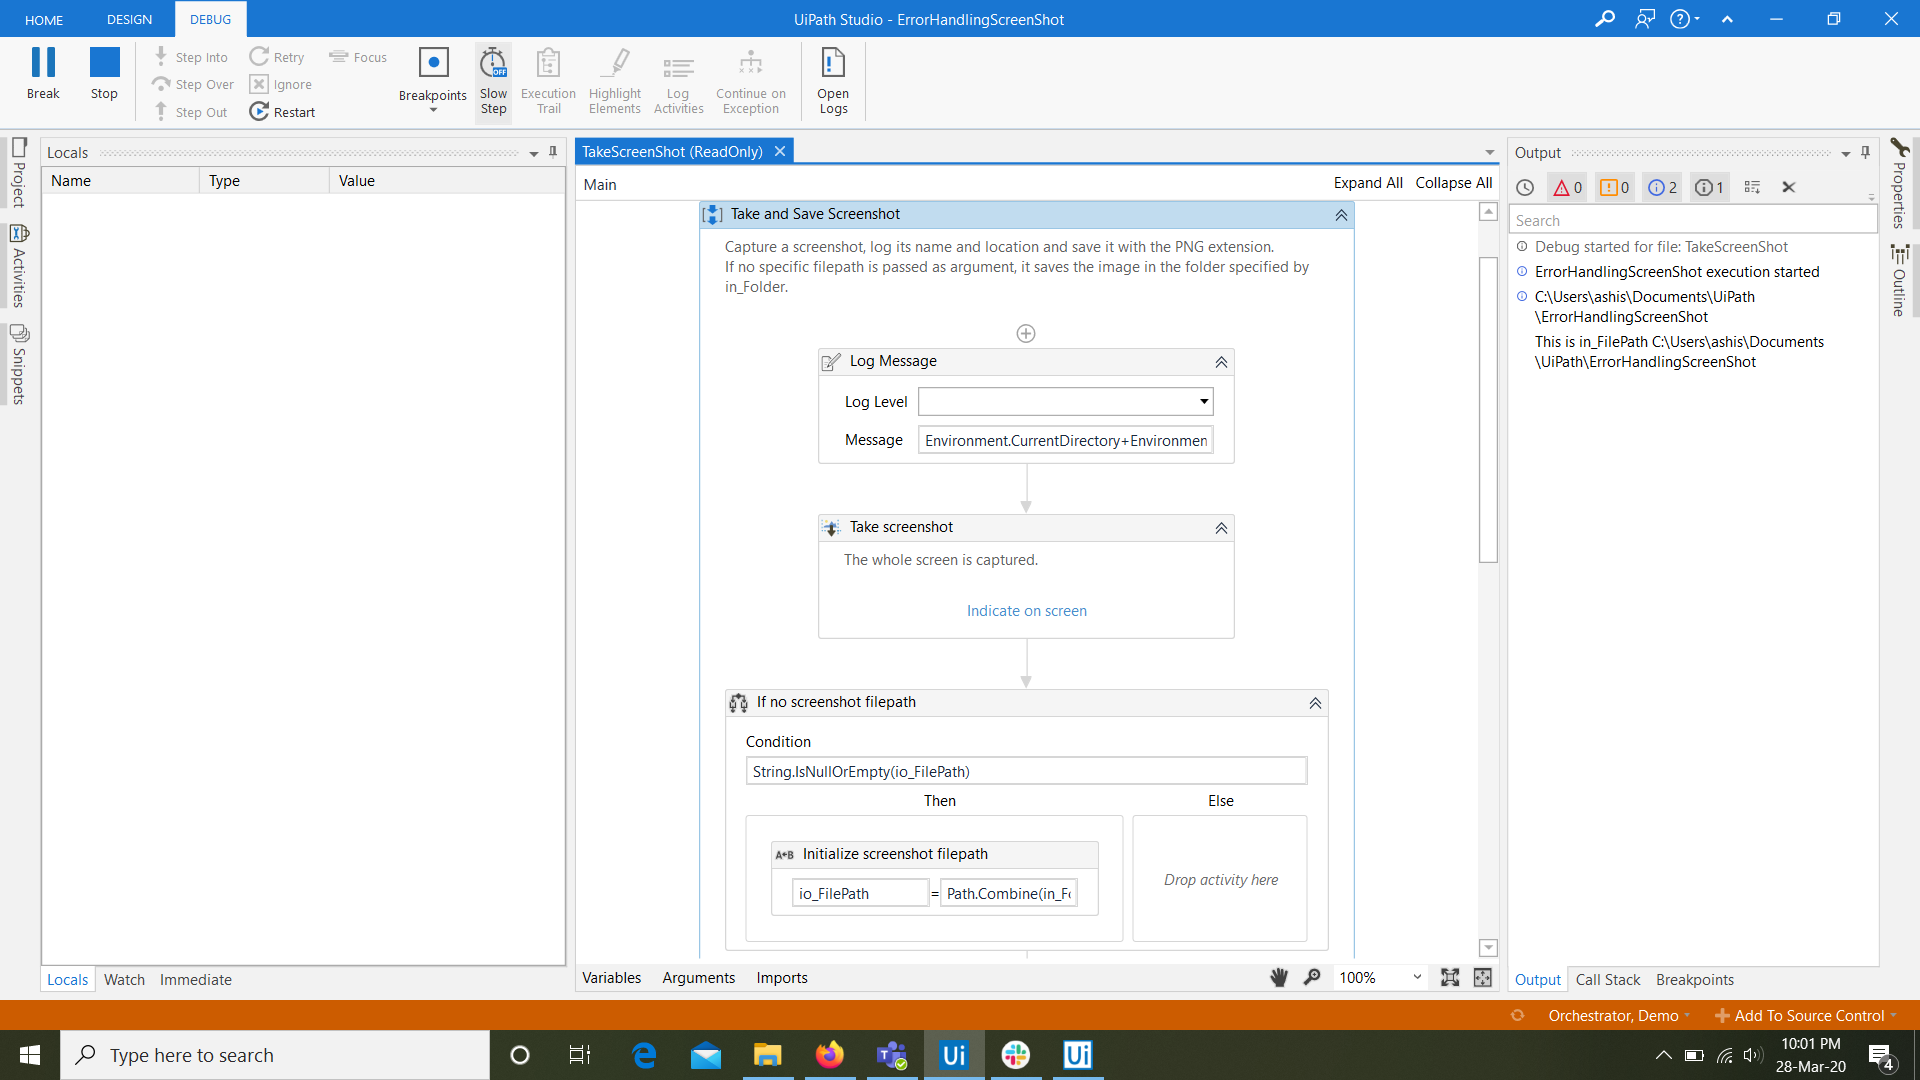 HOME
DESIGN
DEBUG
UiPath Studio - ErrorHandlingScreenShot
Break
Stop
Step Into
Step Over
Step Out
Retry
Ignore
Restart
Focus
Breakpoints
Slow
Step
OFF
Execution
Trail
Highlight
Elements
Log
Activities
Continue on
Exception
Open
Logs
Project
Activities
Snippets
Locals
Name
Type
Value
Locals
Watch
Immediate
TakeScreenShot (ReadOnly)
Main
Expand All
Collapse All
Take and Save Screenshot
Capture a screenshot, log its name and location and save it with the PNG extension.
If no specific filepath is passed as argument, it saves the image in the folder specified by
in_Folder.
Log Message
Log Level
Message
Environment.CurrentDirectory+Environmen
Take screenshot
The whole screen is captured.
Indicate on screen
If no screenshot filepath
Condition
String.IsNullOrEmpty(io_FilePath)
Then
Else
A←B
Initialize screenshot filepath
io_FilePath
=
Path.Combine(in_Fo
Drop activity here
Variables
Arguments
Imports
100%
Output
0
0
2
1
Search
Debug started for file: TakeScreenShot
ErrorHandlingScreenShot execution started
C:\Users\ashis\Documents\UiPath
\ErrorHandlingScreenShot
This is in_FilePath C:\Users\ashis\Documents
\UiPath\ErrorHandlingScreenShot
Output
Call Stack
Breakpoints
Properties
Outline
Orchestrator, Demo
Add To Source Control
Type here to search
Ui
Ui
10:01 PM
28-Mar-20
4